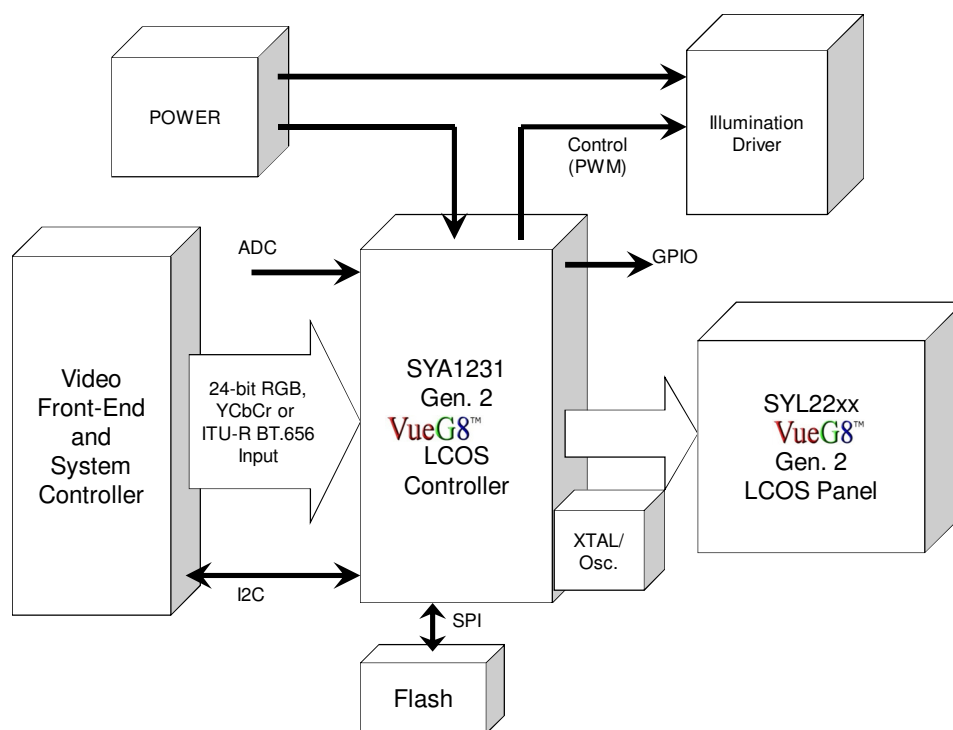 POWER
Illumination
Driver
Control
(PWM)
ADC
GPIO
Video
Front-End
and
System
Controller
24-bit RGB,
YCbCr or
ITU-R BT.656
Input
SYA1231
Gen. 2
VueG8™
LCOS
Controller
SYL22xx
VueG8™
Gen. 2
LCOS Panel
XTAL/
Osc.
I2C
SPI
Flash